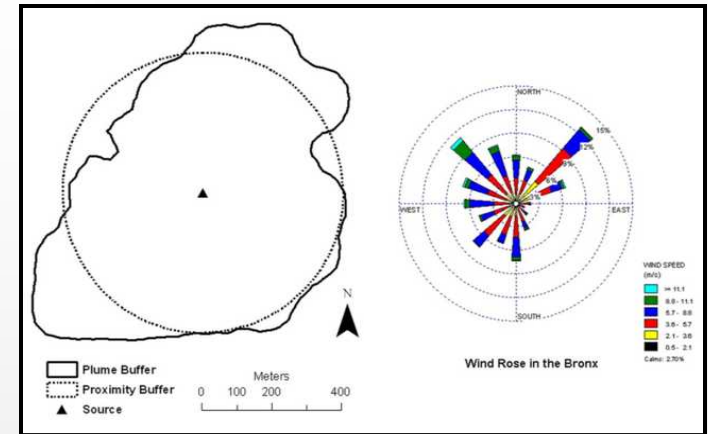 NORTH
15%
12%
9%
6%
3%
WEST
EAST
SOUTH
WIND SPEED
(m/s)
>= 11.1
8.8- 11.1
5.7- 8.8
3.6- 5.7
2.1- 3.6
0.5- 2.1
Calms: 2.70%
Wind Rose in the Bronx
N
Plume Buffer
Proximity Buffer
Source
Meters
0 100 200 400